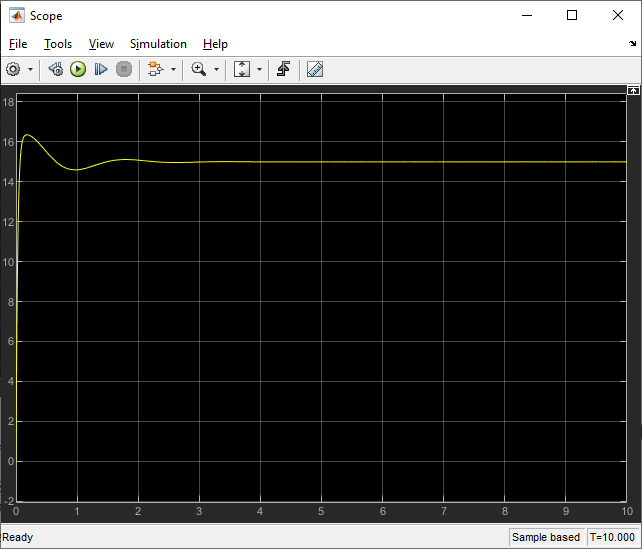 Scope
File Tools View Simulation Help
18
16
14
12
10
8
6
4
2
0
-2
0 1 2 3 4 5 6 7 8 9 10
Ready Sample based T=10.000